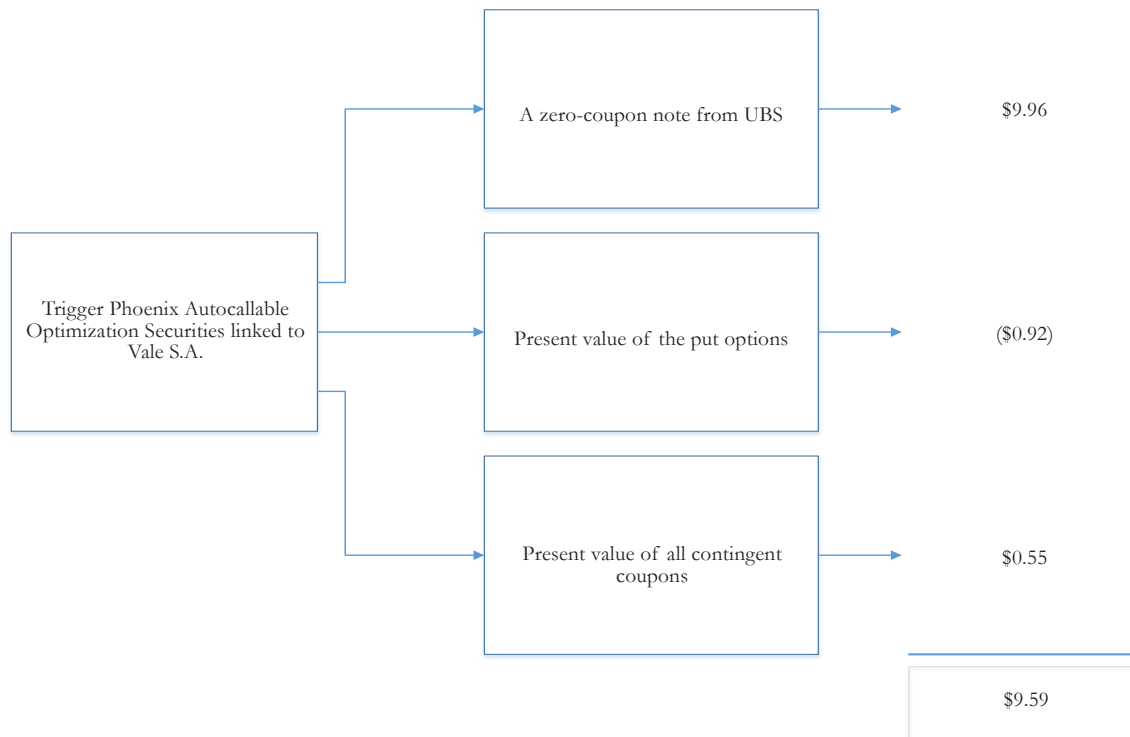 A zero-coupon note from UBS
$9.96
Trigger Phoenix Autocallable
Optimization Securities linked to
Vale S.A.
Present value of the put options
($0.92)
Present value of all contingent
coupons
$0.55
$9.59